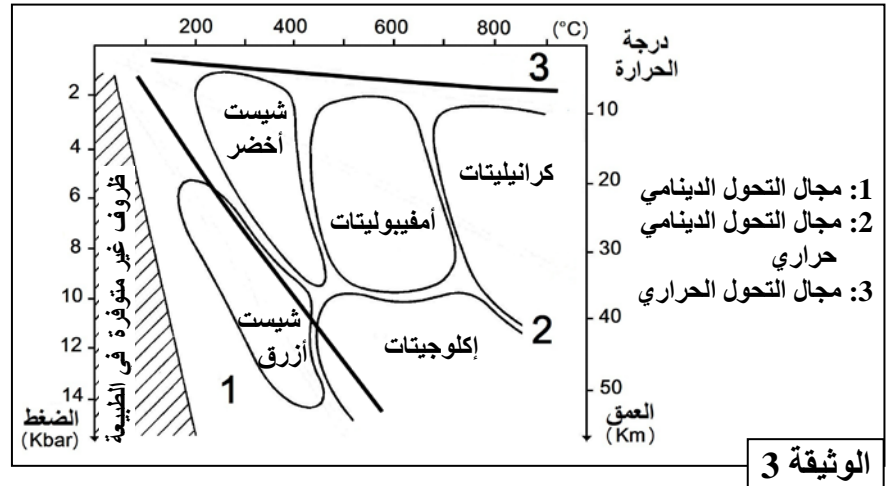 200 400 600 800 (°C)
درجة
الحرارة
3
2
4
6
8
10
12
14
الضغط
(Kbar)
ظروف غير متوفرة في الطبيعة
شيست
أخضر
أمفيبوليتات
كرانيليتات
شيست
أزرق
إكلوجيتات
1
2
10
20
30
40
50
العمق
(Km)
1: مجال التحول الدينامي
2: مجال التحول الدينامي
حراري
3: مجال التحول الحراري
الوثيقة 3